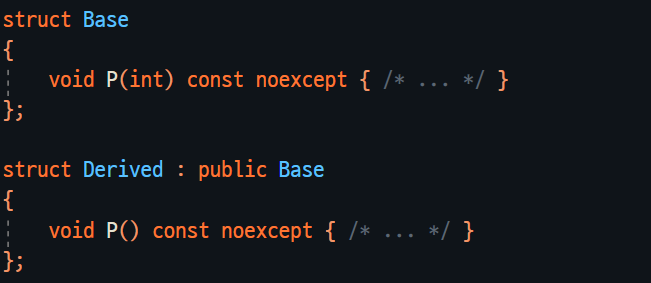 struct Base
{
    void P(int) const noexcept { /* ... */ }
};
struct Derived : public Base
{
    void P() const noexcept { /* ... */ }
};